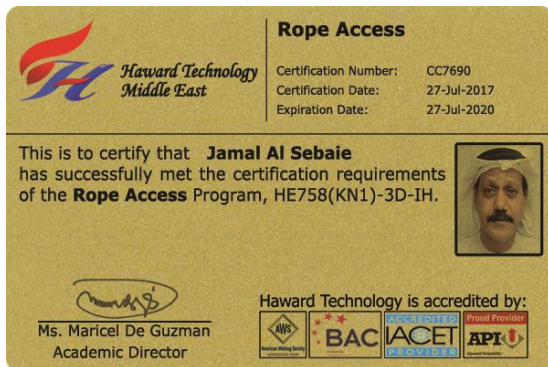 Haward Technology
Middle East
Rope Access
Certification Number: CC7690
Certification Date: 27-Jul-2017
Expiration Date: 27-Jul-2020
This is to certify that Jamal Al Sebaie
has successfully met the certification requirements
of the Rope Access Program, HE758(KN1)-3D-IH.
Ms. Maricel De Guzman
Academic Director
Haward Technology is accredited by:
AWS
American Welding Society
BAC
ACCREDITED
IACET
PROVIDER
Proud Provider
API